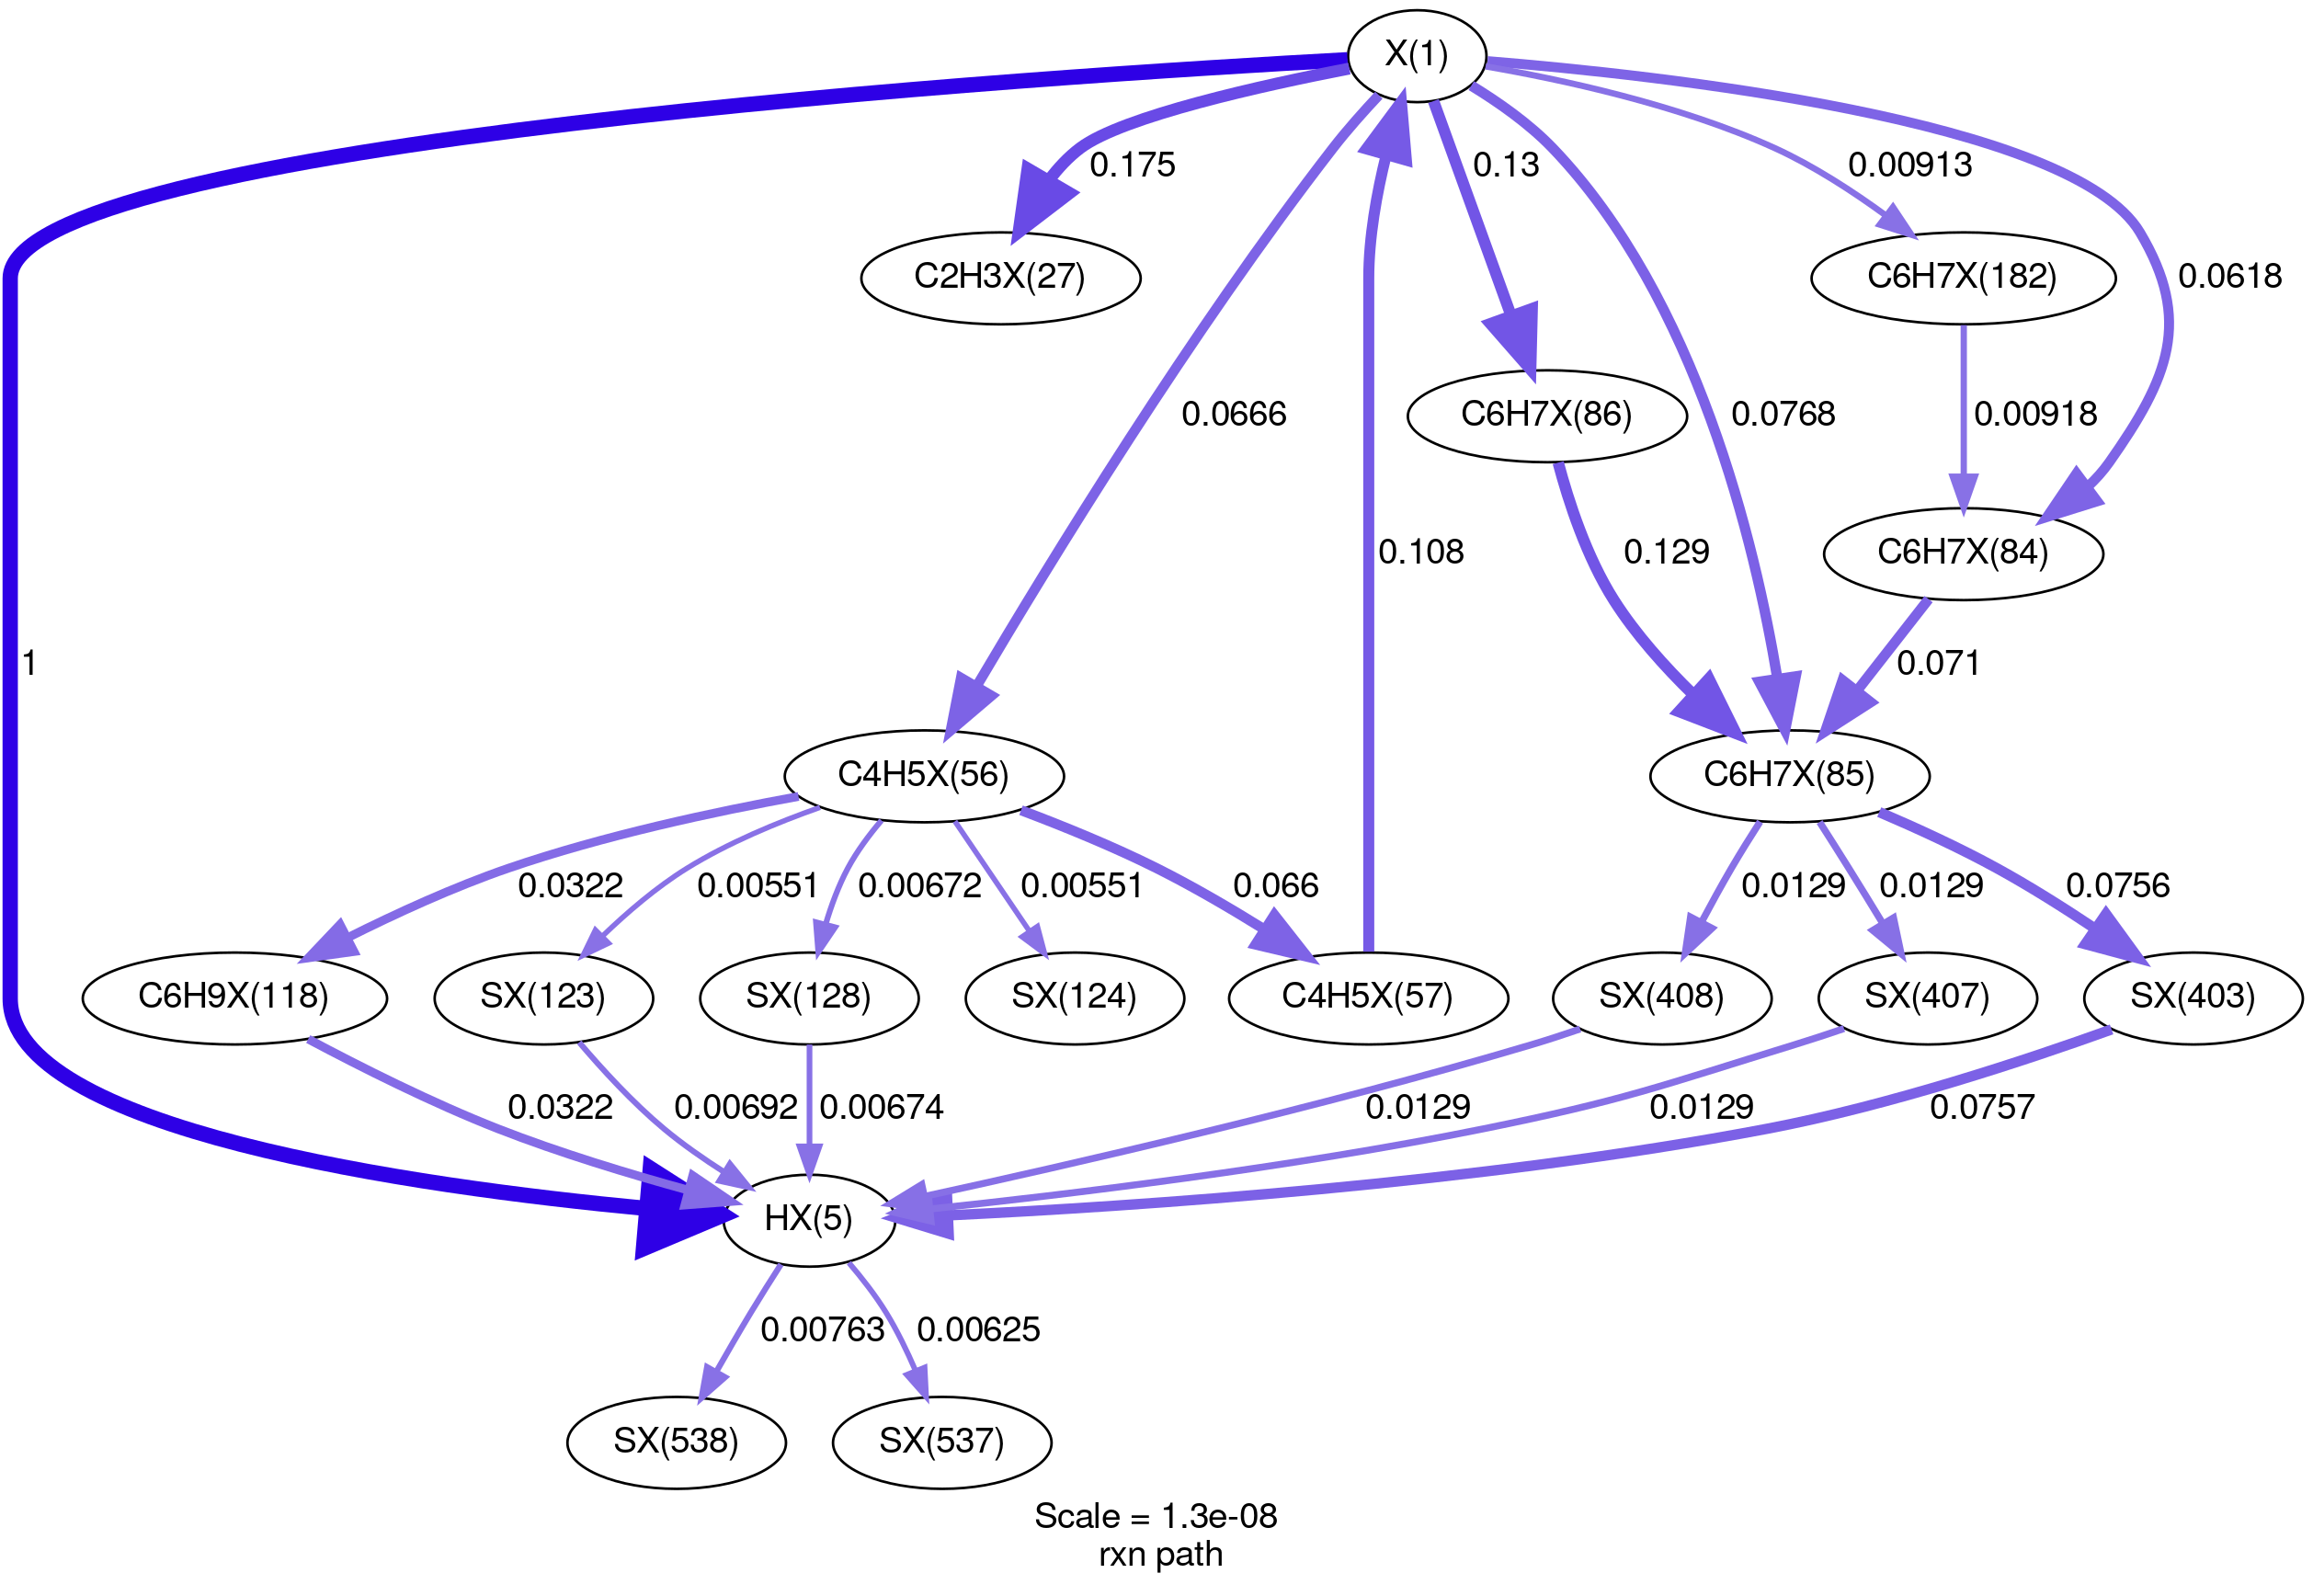 X(1)
0.175
0.13
0.00913
C2H3X(27)
C6H7X(182)
0.0618
0.0666
C6H7X(86)
0.0768
0.00918
0.108
0.129
C6H7X(84)
1
0.071
C4H5X(56)
C6H7X(85)
0.0322
0.00551
0.00672
0.00551
0.066
0.0129
0.0129
0.0756
C6H9X(118)
SX(123)
SX(128)
SX(124)
C4H5X(57)
SX(408)
SX(407)
SX(403)
0.0322
0.00692
0.00674
0.0129
0.0129
0.0757
HX(5)
0.00763
0.00625
SX(538)
SX(537)
Scale = 1.3e-08
rxn path